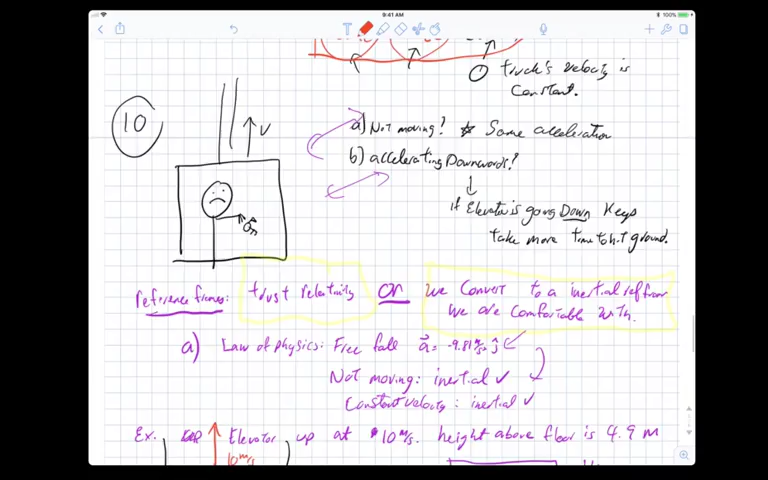 9:41 AM
100%
truck's velocity is
constant.
10
V
a) Not moving? ☆ Same acceleration
b) accelerating Downwards?
if Elevator is going Down Keys
take more time to hit ground.
reference frames: trust relativity or we Convert to a inertial ref fram
We are Comfortable with.
a) Law of physics: Free fall a = -9.81 m/s² ĵ
Not moving: inertial ✓
Constant velocity: inertial ✓
Ex. Elevator up at 10 m/s. height above floor is 4.9 m
10 m/s